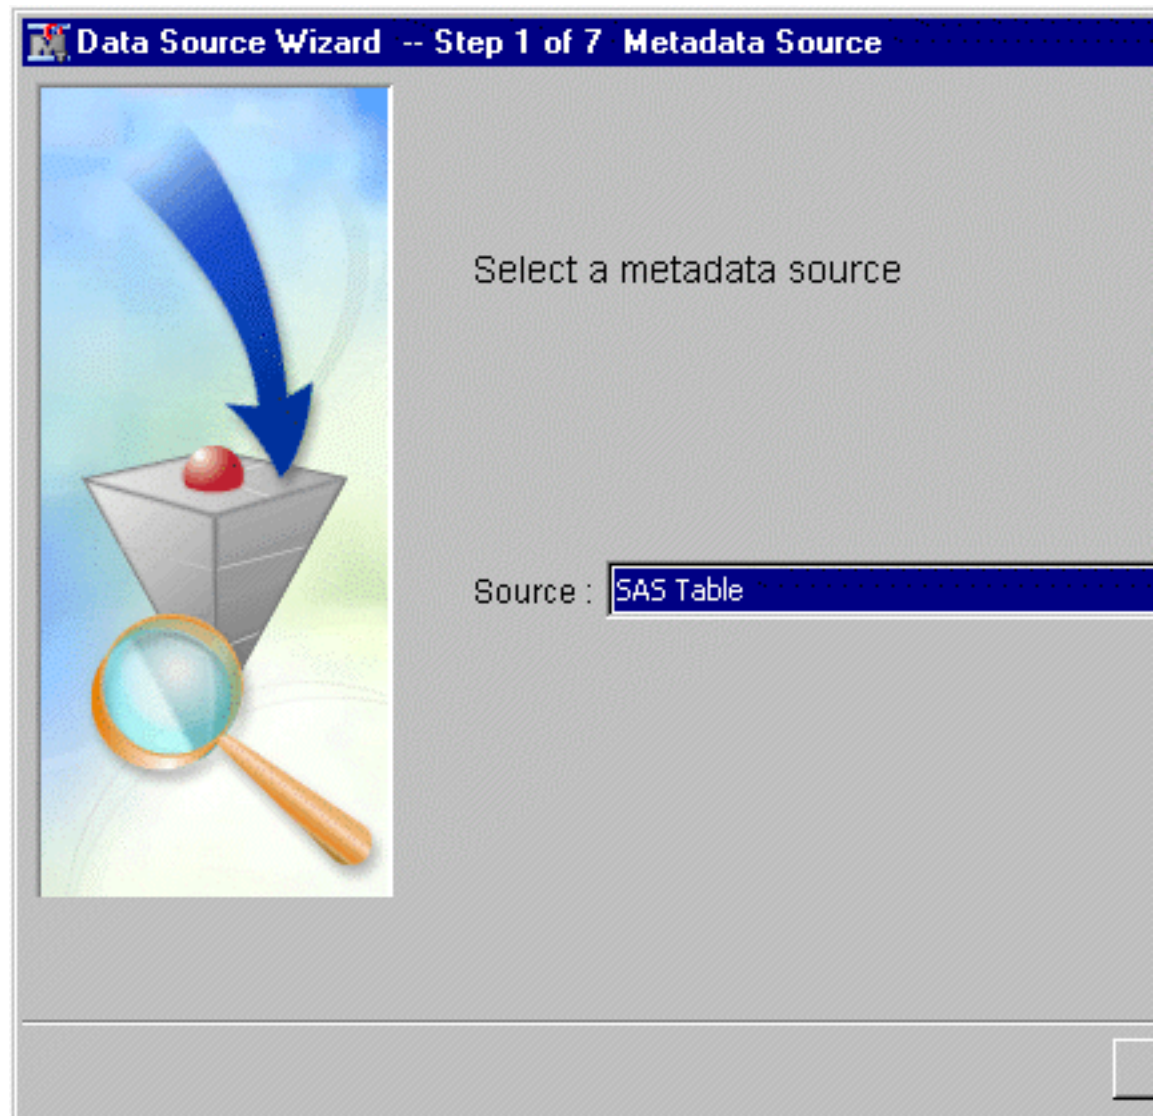 Data Source Wizard -- Step 1 of 7 Metadata Source
Select a metadata source
Source : SAS Table